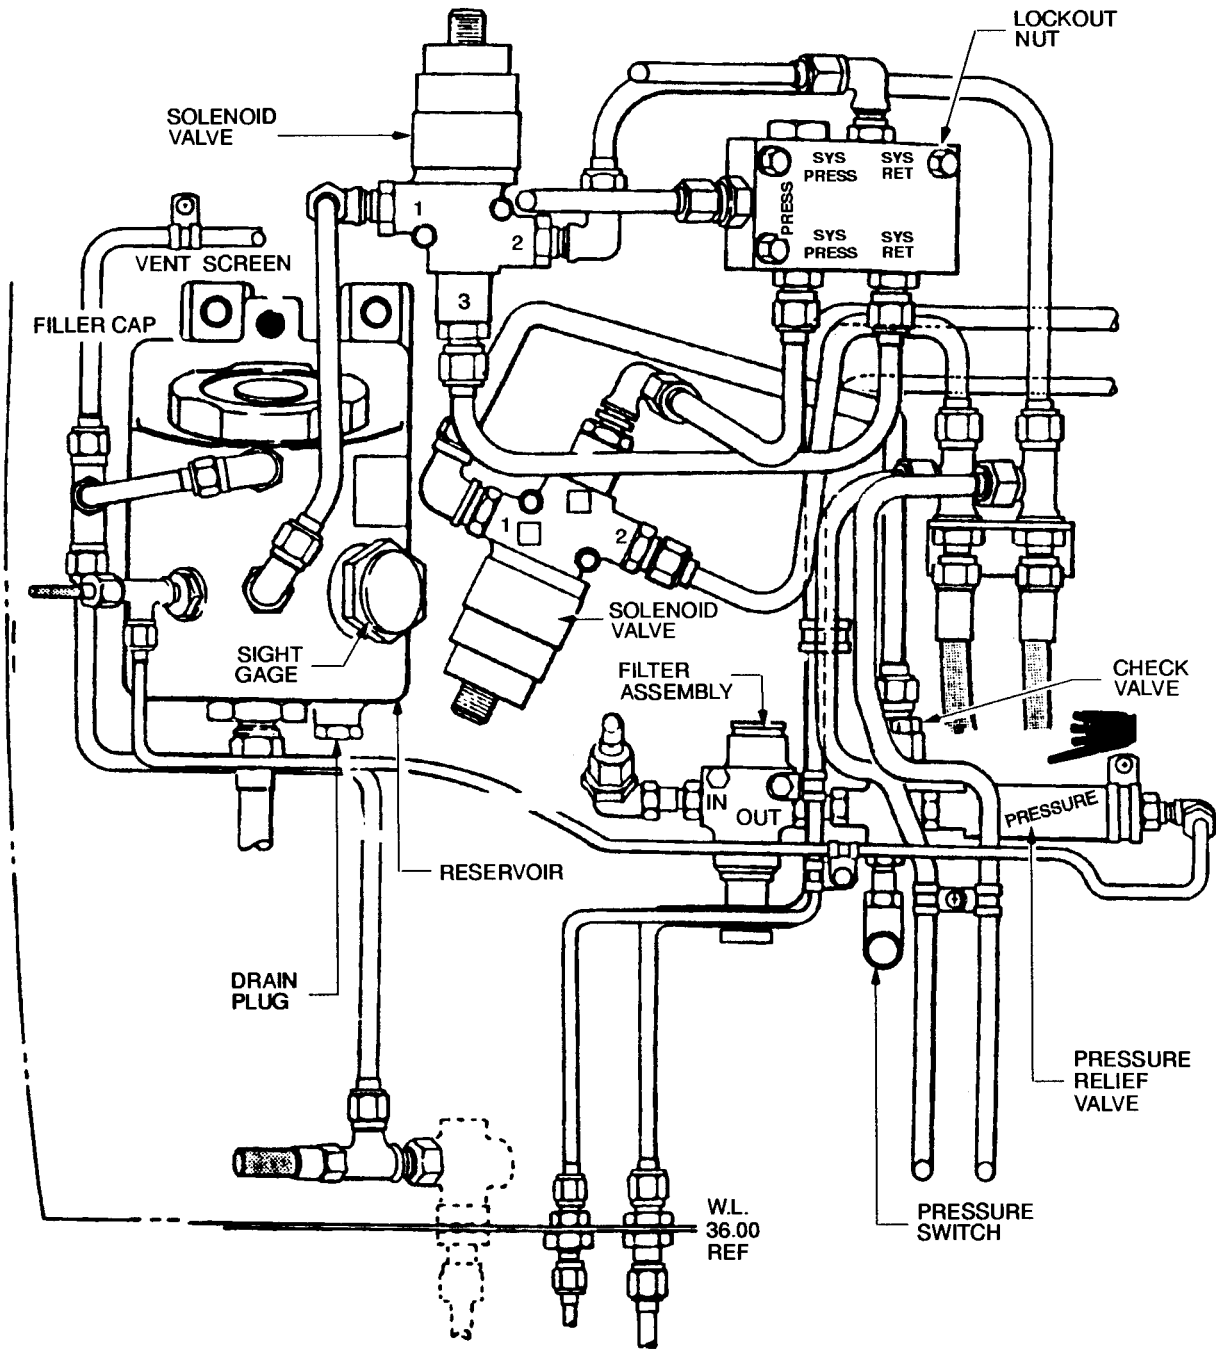 LOCKOUT
NUT
SOLENOID
VALVE
SYS
PRESS
SYS
RET
PRESS
1
2
SYS
PRESS
SYS
RET
VENT SCREEN
3
FILLER CAP
1
2
SOLENOID
VALVE
SIGHT
GAGE
FILTER
ASSEMBLY
CHECK
VALVE
IN
OUT
PRESSURE
RESERVOIR
DRAIN
PLUG
PRESSURE
RELIEF
VALVE
W.L.
36.00
REF
PRESSURE
SWITCH